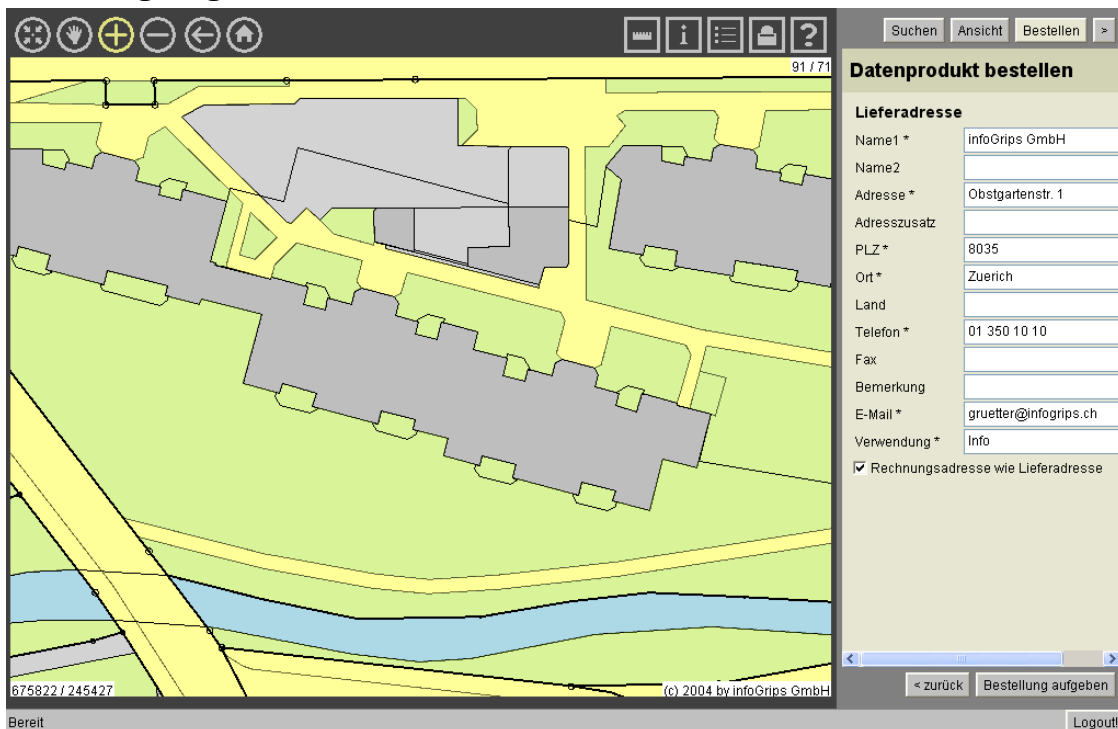 Suchen Ansicht Bestellen >
91 / 71
Datenprodukt bestellen
Lieferadresse
Name1 * infoGrips GmbH
Name2
Adresse * Obstgartenstr. 1
Adresszusatz
PLZ * 8035
Ort * Zuerich
Land
Telefon * 01 350 10 10
Fax
Bemerkung
E-Mail * gruetter@infogrips.ch
Verwendung * Info
Rechnungsadresse wie Lieferadresse
675822 / 245427
(c) 2004 by infoGrips GmbH
< zurück Bestellung aufgeben
Bereit
Logout!